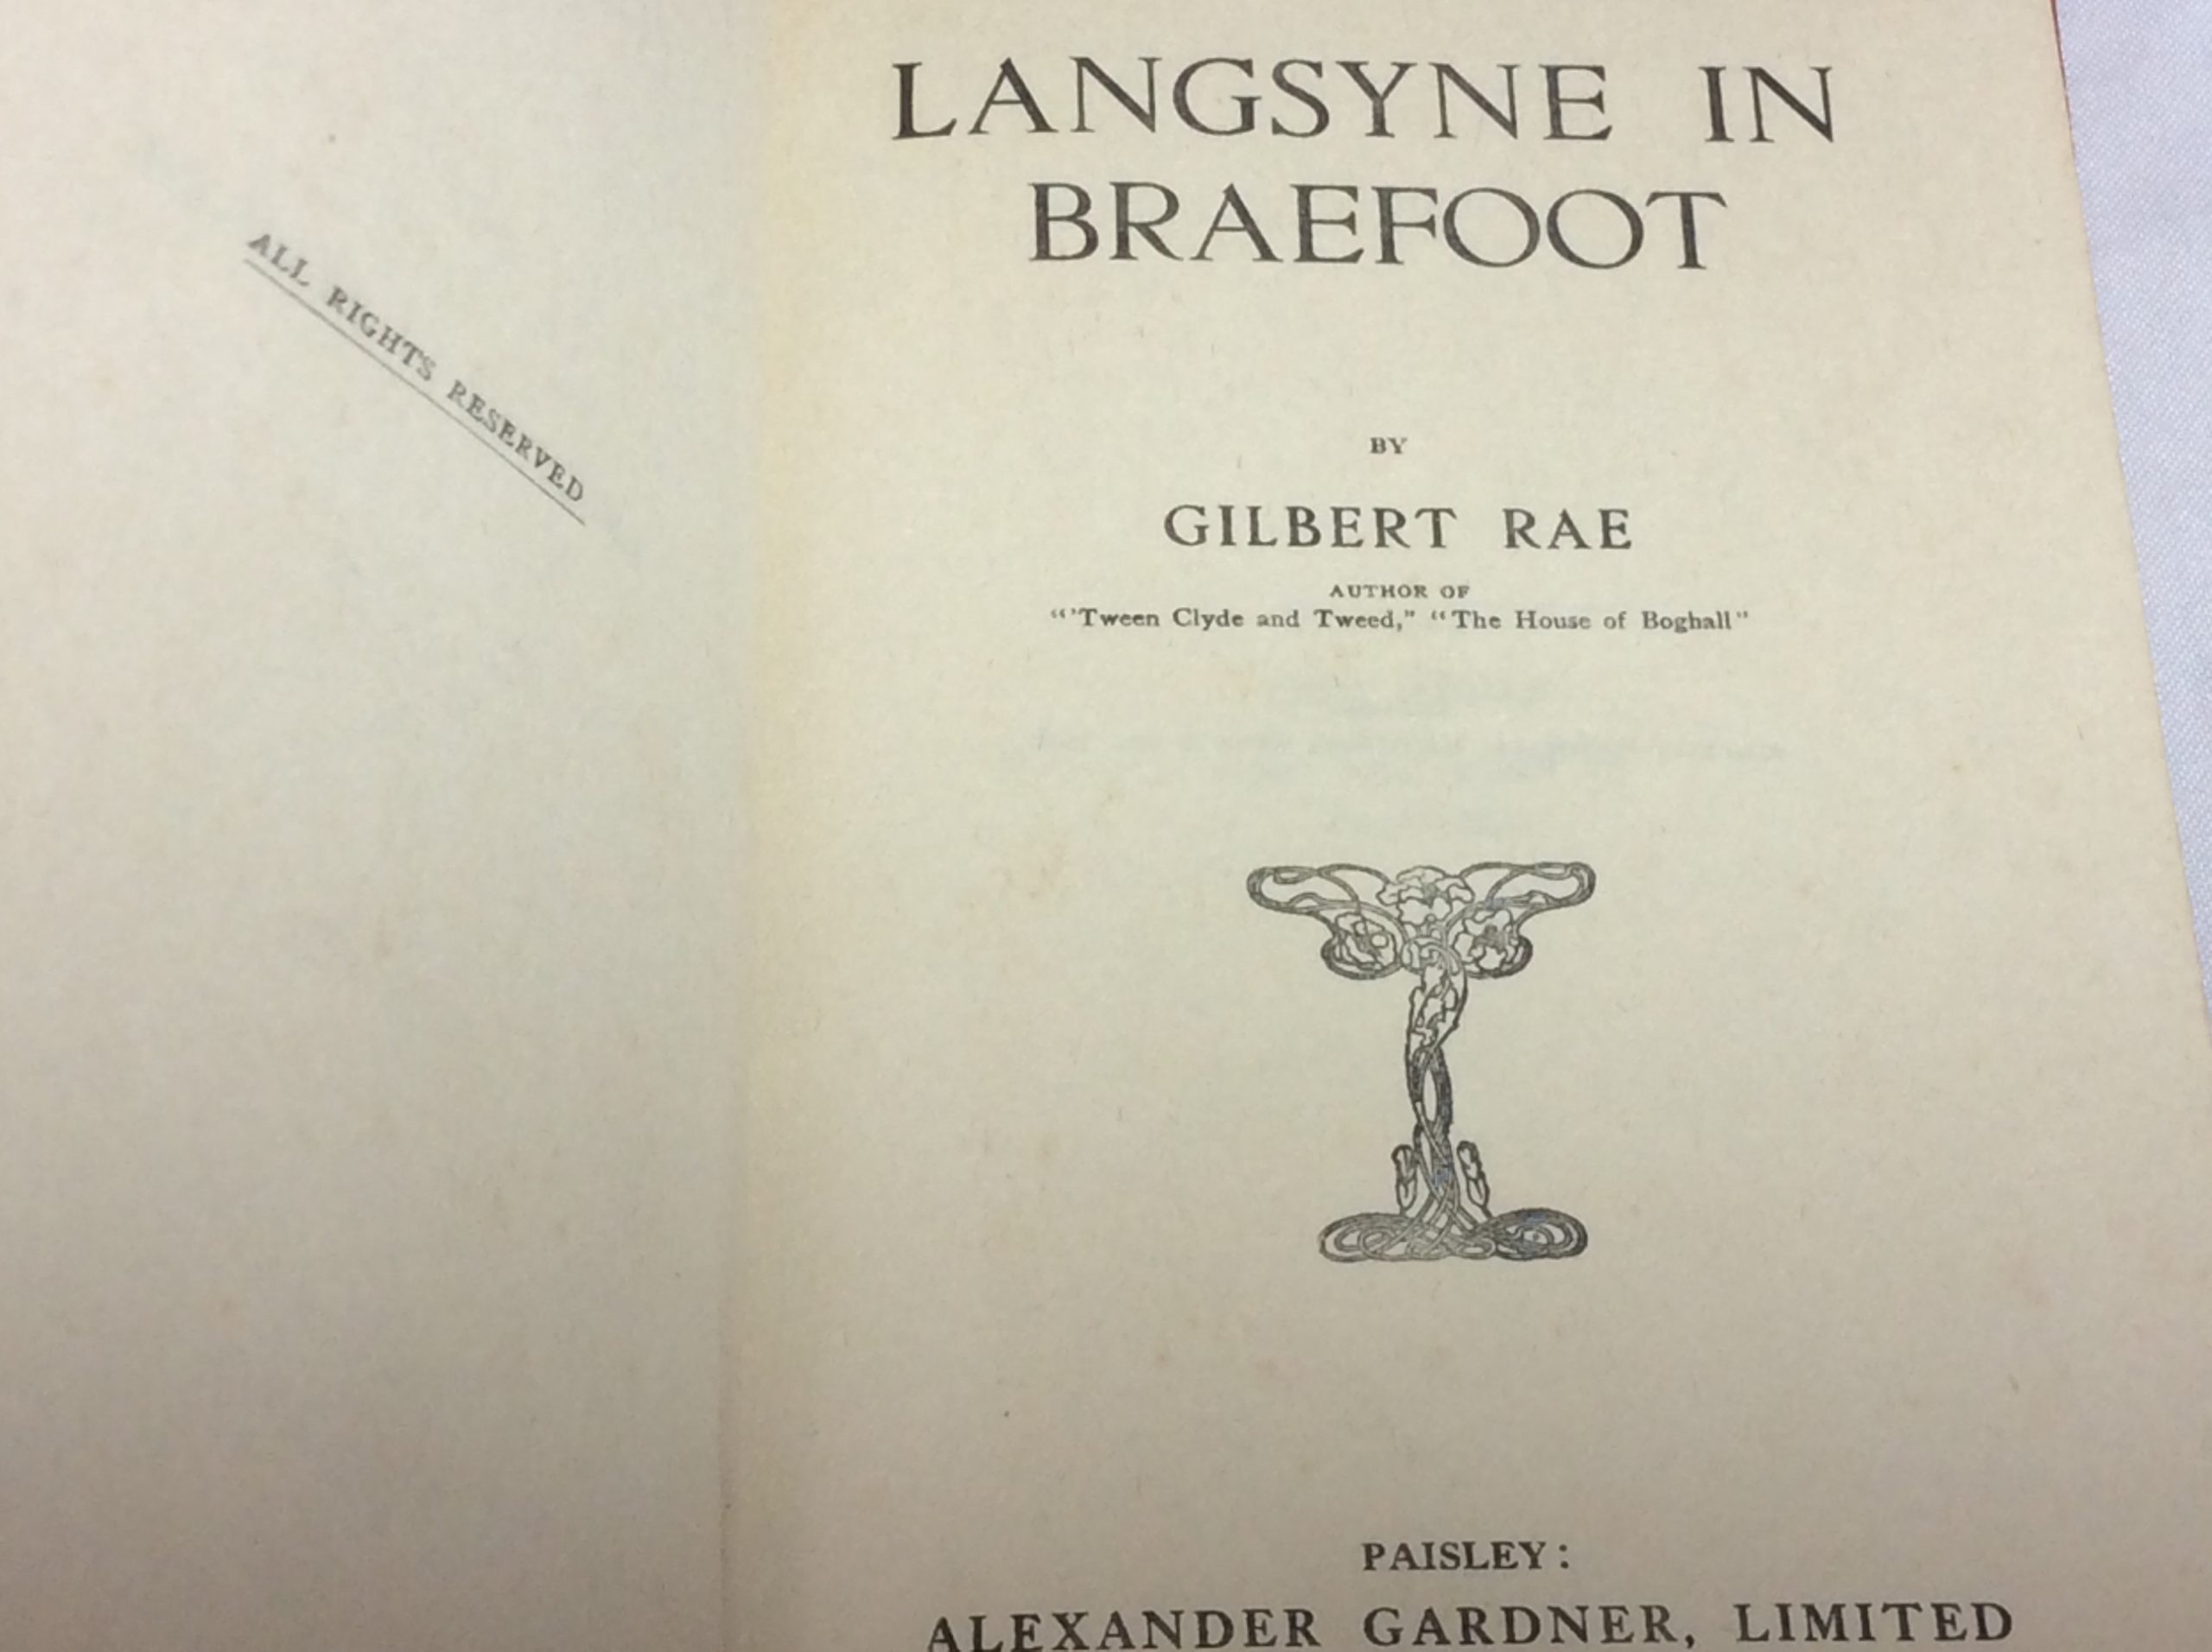 ALL RIGHTS RESERVED
LANGSYNE IN
BRAEFOOT
BY
GILBERT RAE
AUTHOR OF
"'Tween Clyde and Tweed," "The House of Boghall"
PAISLEY:
ALEXANDER GARDNER, LIMITED